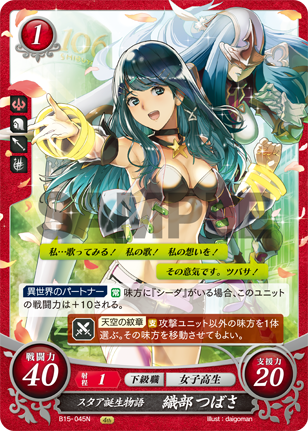 1
106
SHIBUYA
SAMPLE
私…歌ってみる! 私の歌! 私の想いを!
その意気です。ツバサ!
異世界のパートナー 常 味方に『シーダ』がいる場合、このユニット
の戦闘力は+10される。
天空の紋章 支 攻撃ユニット以外の味方を1体
選ぶ。その味方を移動させてもよい。
戦闘力
40
射程 1 下級職 女子高生
支援力
20
スタア誕生物語 織部つばさ
B15-045N
Illust : daigoman